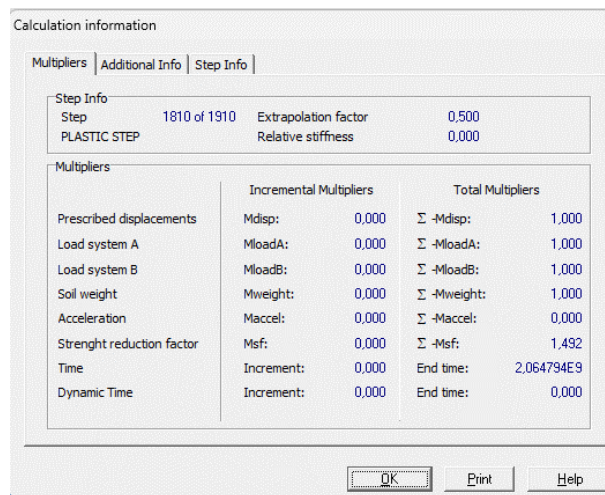 Calculation information
Multipliers Additional Info Step Info
Step Info
Step 1810 of 1910 Extrapolation factor 0,500
PLASTIC STEP Relative stiffness 0,000
Multipliers
Incremental Multipliers Total Multipliers
Prescribed displacements Mdisp: 0,000 Σ -Mdisp: 1,000
Load system A MloadA: 0,000 Σ -MloadA: 1,000
Load system B MloadB: 0,000 Σ -MloadB: 1,000
Soil weight Mweight: 0,000 Σ -Mweight: 1,000
Acceleration Maccel: 0,000 Σ -Maccel: 0,000
Strenght reduction factor Msf: 0,000 Σ -Msf: 1,492
Time Increment: 0,000 End time: 2,064794E9
Dynamic Time Increment: 0,000 End time: 0,000
OK Print Help